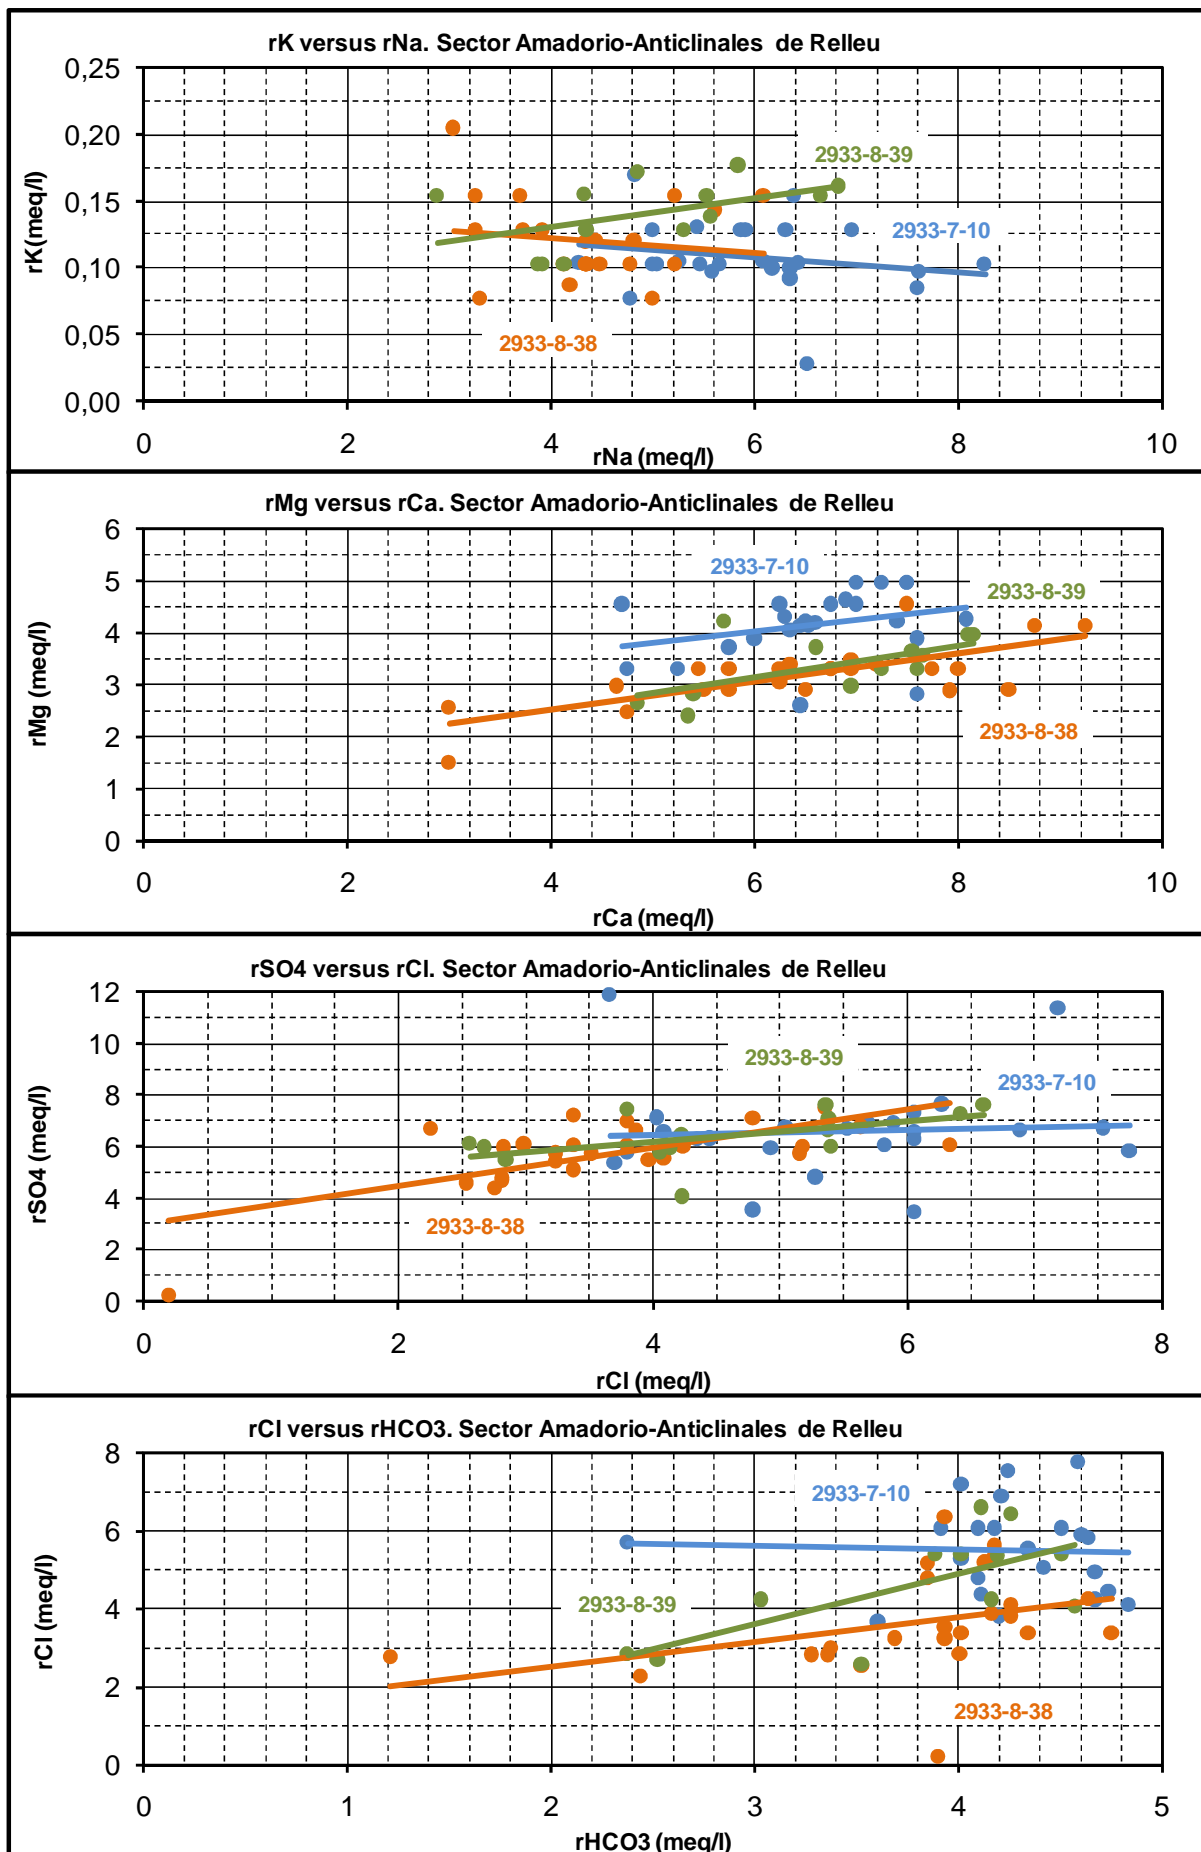 rK versus rNa. Sector Amadorio-Anticlinales de Relleu
0,25
0,20
0,15
0,10
0,05
0,00
rK(meq/l)
2933-8-39
2933-7-10
2933-8-38
0 2 4 6 8 10
rNa (meq/l)
rMg versus rCa. Sector Amadorio-Anticlinales de Relleu
6
5
4
3
2
1
0
rMg (meq/l)
2933-7-10
2933-8-39
2933-8-38
0 2 4 6 8 10
rCa (meq/l)
rSO4 versus rCl. Sector Amadorio-Anticlinales de Relleu
12
10
8
6
4
2
0
rSO4 (meq/l)
2933-8-39
2933-7-10
2933-8-38
0 2 4 6 8
rCl (meq/l)
rCl versus rHCO3. Sector Amadorio-Anticlinales de Relleu
8
6
4
2
0
rCl (meq/l)
2933-7-10
2933-8-39
2933-8-38
0 1 2 3 4 5
rHCO3 (meq/l)